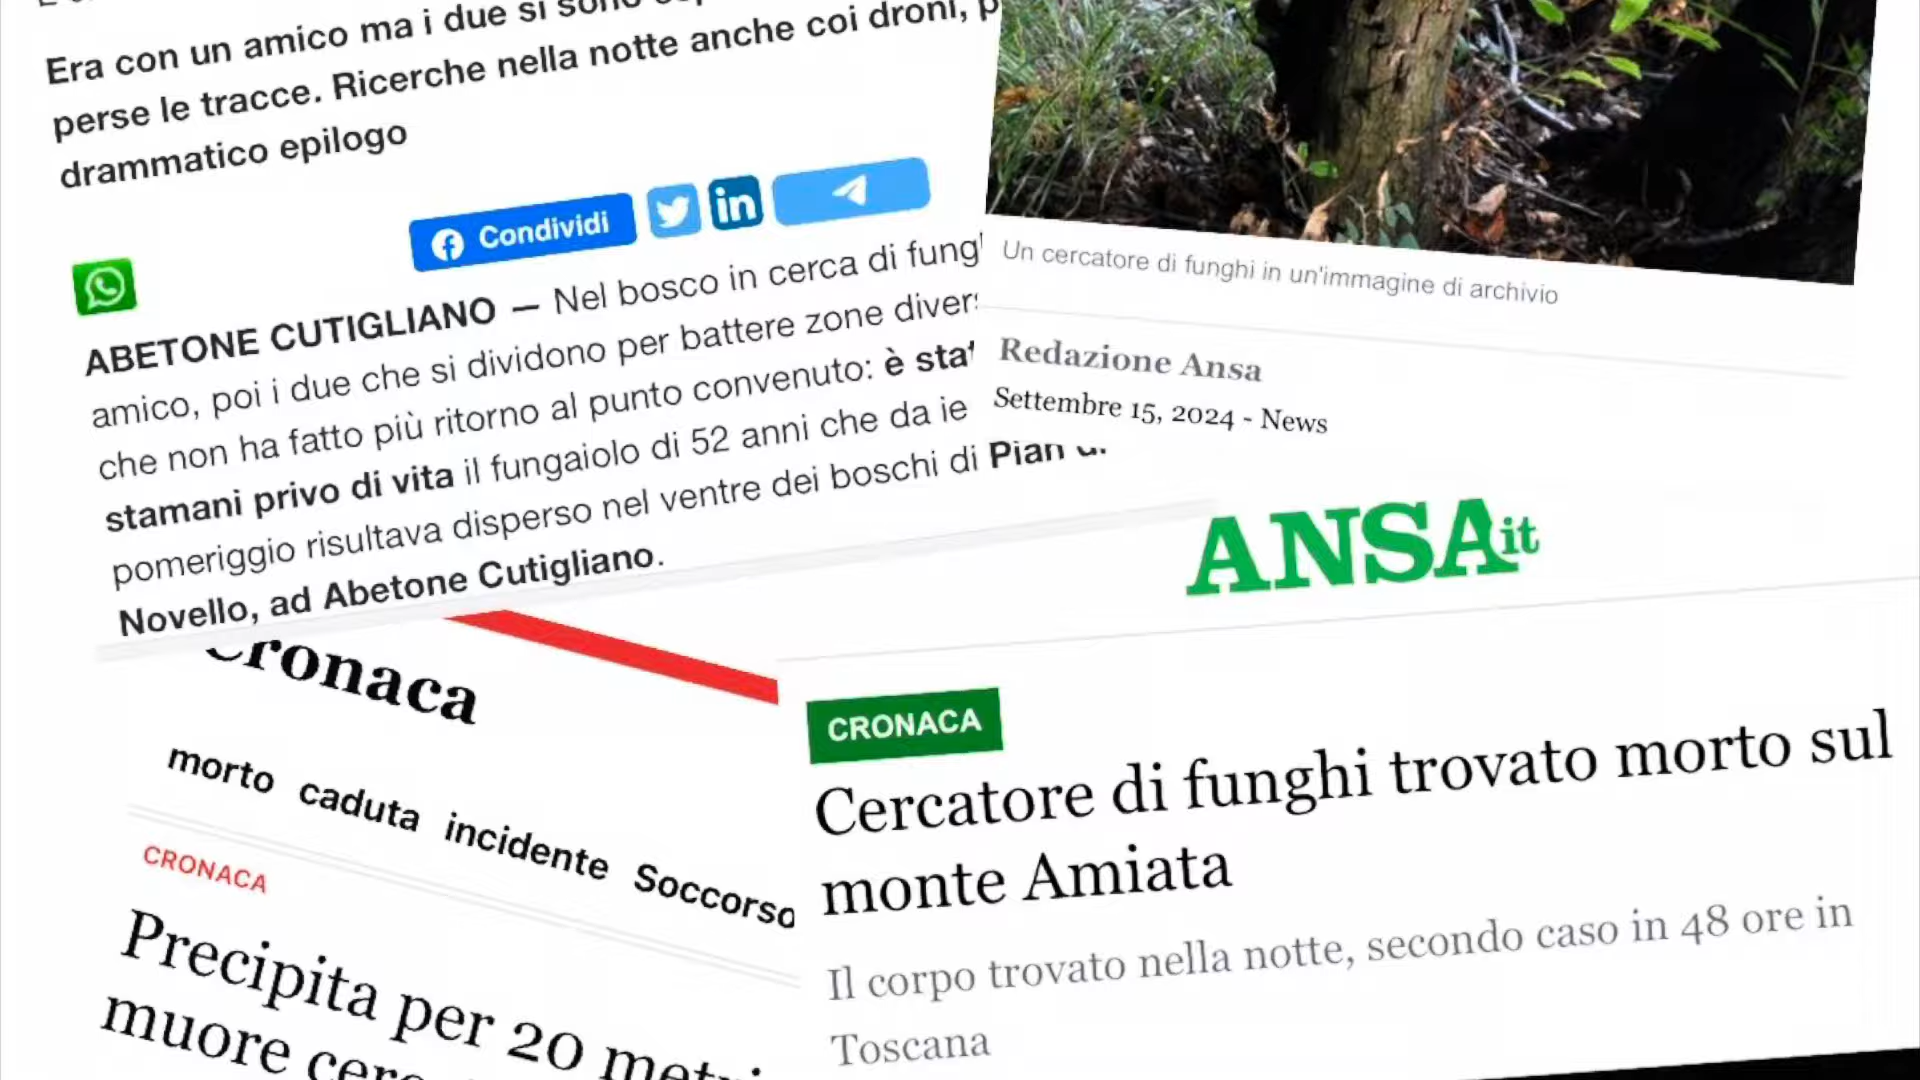 Era con un amico ma i due si
perse le tracce. Ricerche nella notte anche coi droni,
drammatico epilogo
Condividi
in
ABETONE CUTIGLIANO — Nel bosco in cerca di
amico, poi i due che si dividono per battere zone
che non ha fatto più ritorno al punto convenuto: è
stamani privo di vita il fungaiolo di 52 anni che da
pomeriggio risultava disperso nel ventre dei boschi di Pian
Novello, ad Abetone Cutigliano.
Un cercatore di funghi in un'immagine di archivio
Redazione Ansa
Settembre 15, 2024 - News
ANSA.it
CRONACA
Cercatore di funghi trovato morto sul
monte Amiata
Il corpo trovato nella notte, secondo caso in 48 ore in
Toscana
Cronaca
morto caduta incidente Soccorso
CRONACA
Precipita per 20 metri
muore